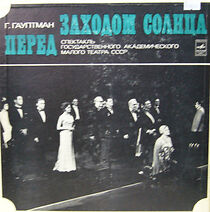 Г. ГАУПТМАН
ПЕРЕД ЗАХОДОМ СОЛНЦА
СПЕКТАКЛЬ
ГОСУДАРСТВЕННОГО АКАДЕМИЧЕСКОГО
МАЛОГО ТЕАТРА СССР